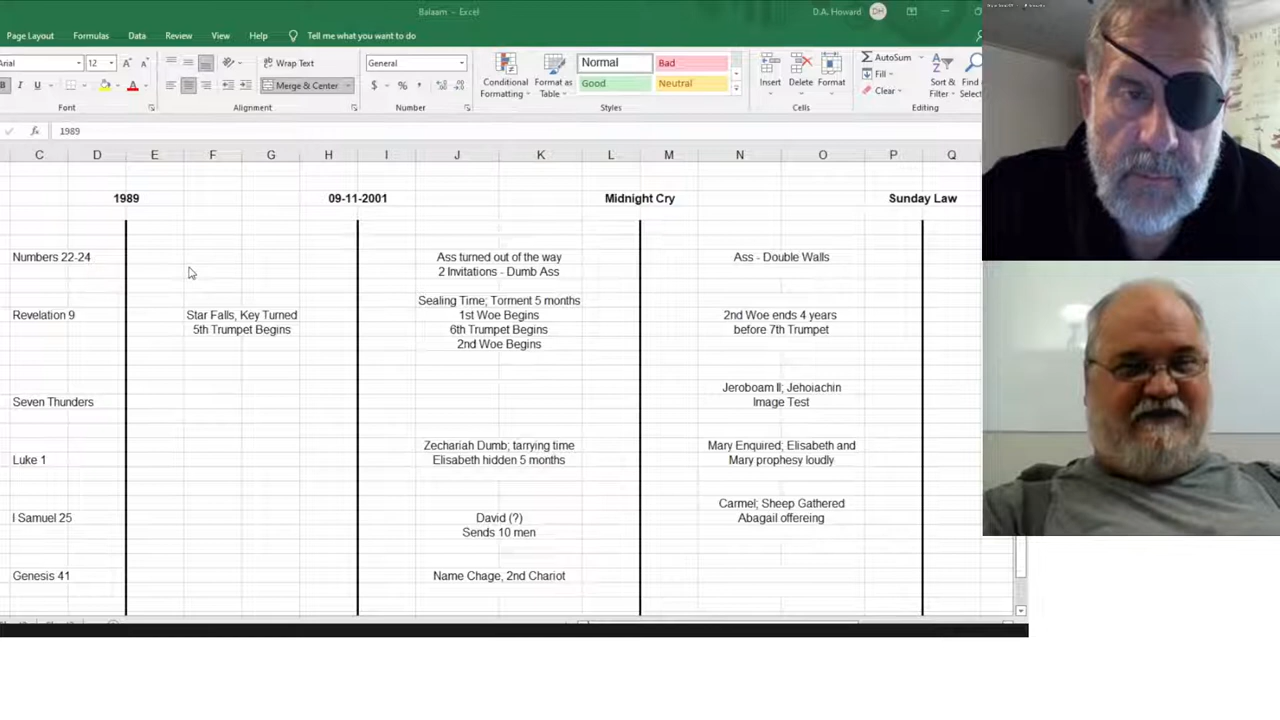 Balaam - Excel
D.A. Howard DH
Page Layout Formulas Data Review View Help Tell me what you want to do
Arial 12 A A Wrap Text General Normal Bad
B I U A Merge & Center $ % Good Neutral
Conditional Formatting
Format as Table
Insert Delete Format
AutoSum
Fill
Clear
Sort & Filter
Find Select
Font Alignment Number Styles Cells Editing
fx 1989
C D E F G H I J K L M N O P Q
1989 09-11-2001 Midnight Cry Sunday Law
Numbers 22-24 Ass turned out of the way Ass - Double Walls
2 Invitations - Dumb Ass
Sealing Time; Torment 5 months
Revelation 9 Star Falls, Key Turned 1st Woe Begins 2nd Woe ends 4 years
5th Trumpet Begins 6th Trumpet Begins before 7th Trumpet
2nd Woe Begins
Jeroboam II; Jehoiachin
Seven Thunders Image Test
Zechariah Dumb; tarrying time Mary Enquired; Elisabeth and
Luke 1 Elisabeth hidden 5 months Mary prophesy loudly
Carmel; Sheep Gathered
I Samuel 25 David (?) Abagail offereing
Sends 10 men
Genesis 41 Name Chage, 2nd Chariot